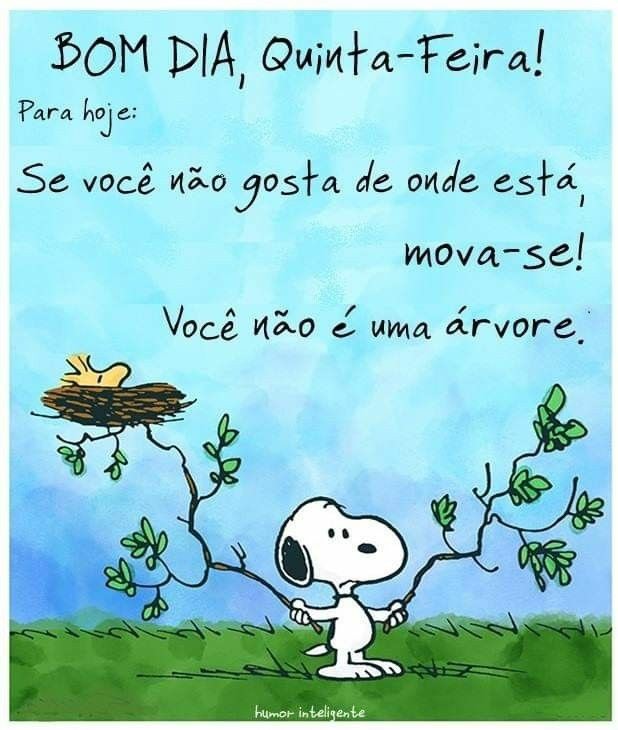 BOM DIA, Quinta-Feira!
Para hoje:
Se você não gosta de onde está,
mova-se!
Você não é uma árvore.
humor inteligente